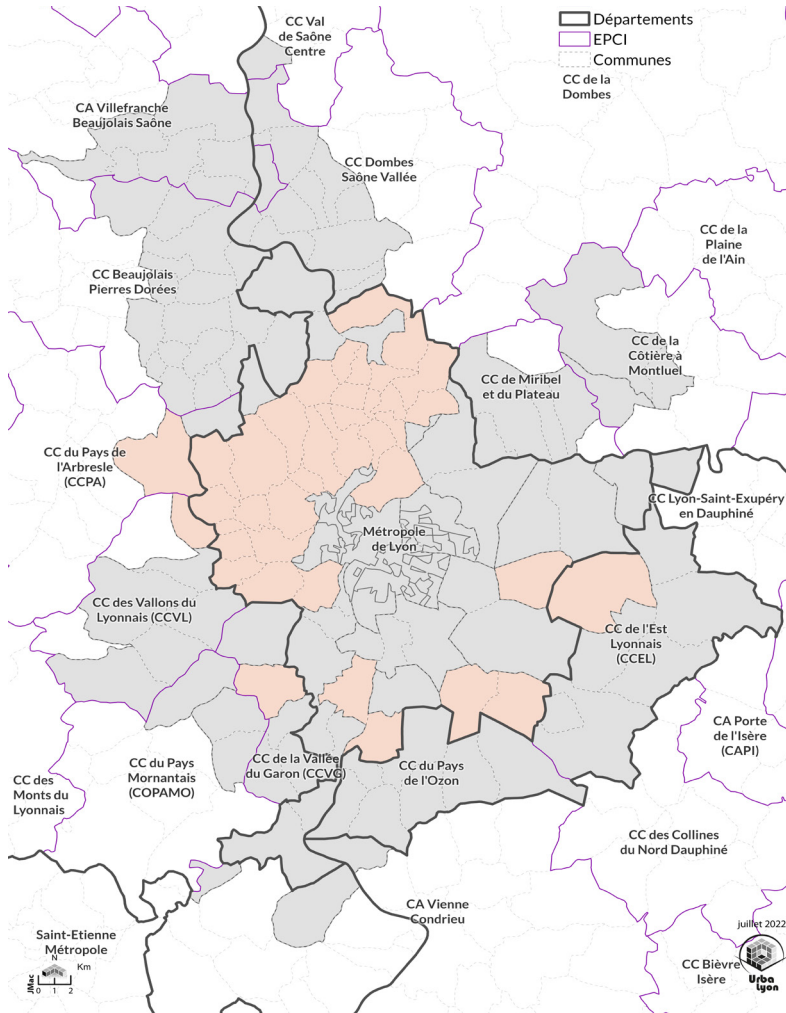 CC Val
de Saône
Centre
Départements
EPCI
Communes
CC de la
Dombes
CA Villefranche
Beaujolais Saône
CC Dombes
Saône Vallée
CC de la
Plaine
de l'Ain
CC Beaujolais
Pierres Dorées
CC de la
Côtière à
Montluel
CC de Miribel
et du Plateau
CC du Pays de
l'Arbresle
(CCPA)
CC Lyon-Saint-Exupéry
en Dauphiné
Métropole
de Lyon
CC des Vallons du
Lyonnais (CCVL)
CC de l'Est
Lyonnais
(CCEL)
CA Porte
de l'Isère
(CAPI)
CC de la Vallée
du Garon (CCVG)
CC du Pays
de l'Ozon
CC du Pays
Mornantais
(COPAMO)
CC des
Monts du
Lyonnais
CC des Collines
du Nord Dauphiné
CA Vienne
Condrieu
juillet 2022
Saint-Etienne
Métropole
N
Km
JMac
0 1 2
CC Bièvre
Isère
Urba
Lyon